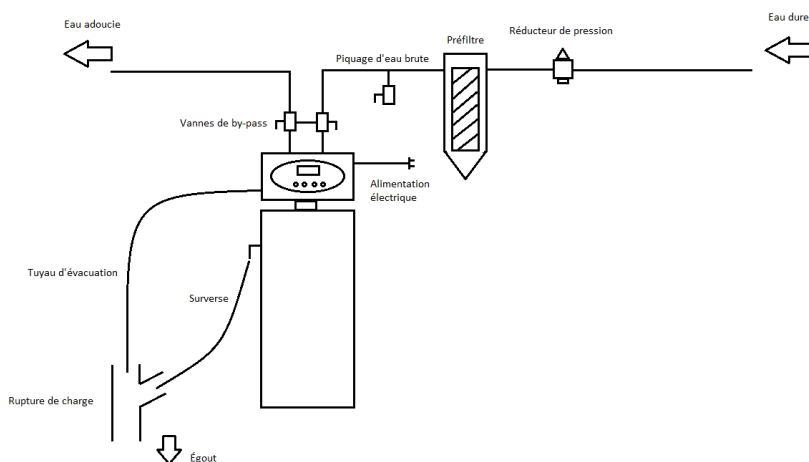 Eau adoucie
Eau dure
Réducteur de pression
Préfiltre
Piquage d'eau brute
Vannes de by-pass
Alimentation
électrique
Tuyau d'évacuation
Surverse
Rupture de charge
Égout